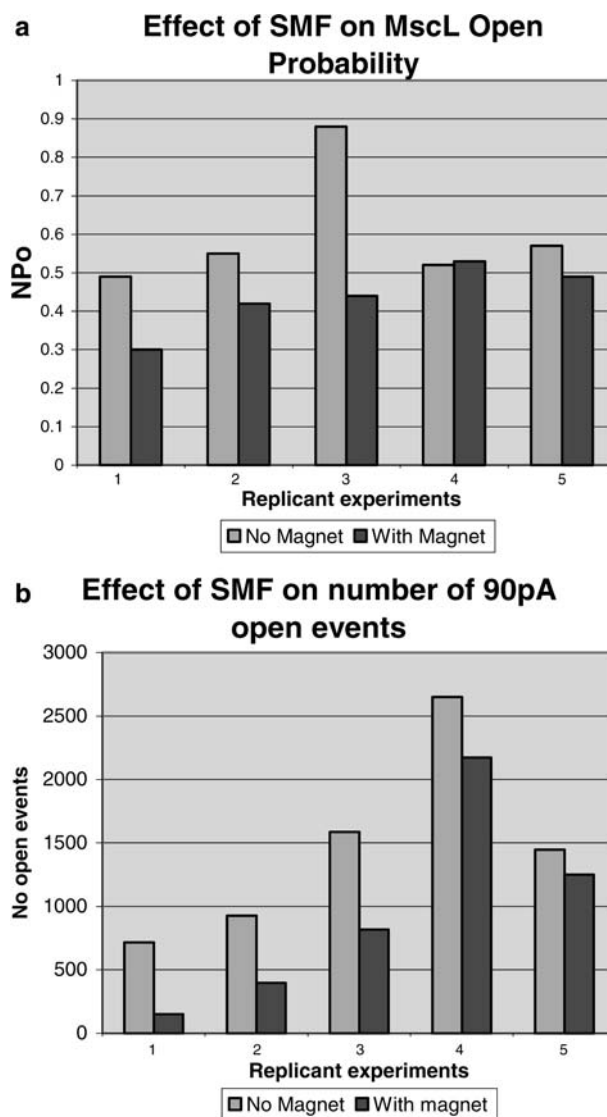 a Effect of SMF on MscL Open
Probability
1
0.9
0.8
0.7
0.6
0.5
0.4
0.3
0.2
0.1
0
NPo
1 2 3 4 5
Replicant experiments
No Magnet With Magnet
b Effect of SMF on number of 90pA
open events
3000
2500
2000
1500
1000
500
0
No open events
1 2 3 4 5
Replicant experiments
No Magnet With magnet